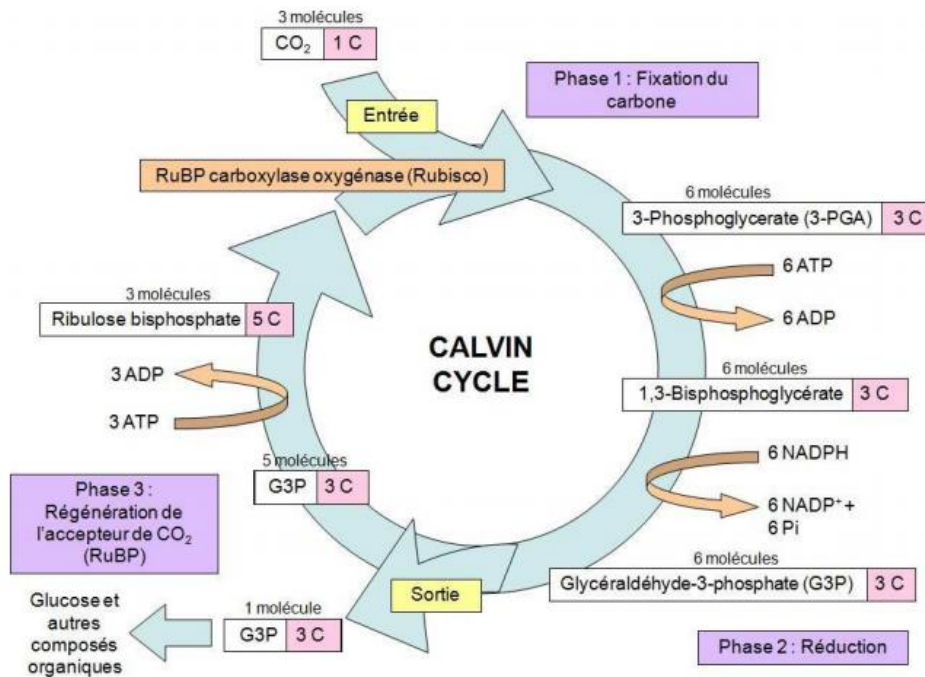 3 molécules
CO₂ 1 C
Phase 1 : Fixation du
carbone
Entrée
RuBP carboxylase oxygénase (Rubisco)
6 molécules
3-Phosphoglycerate (3-PGA) 3 C
6 ATP
6 ADP
3 molécules
Ribulose bisphosphate 5 C
CALVIN
CYCLE
3 ADP
3 ATP
6 molécules
1,3-Bisphosphoglycérate 3 C
6 NADPH
6 NADP⁺ +
6 Pi
5 molécules
G3P 3 C
Phase 3 :
Régénération de
l'accepteur de CO₂
(RuBP)
6 molécules
Glycéraldéhyde-3-phosphate (G3P) 3 C
Sortie
1 molécule
G3P 3 C
Glucose et
autres
composés
organiques
Phase 2 : Réduction